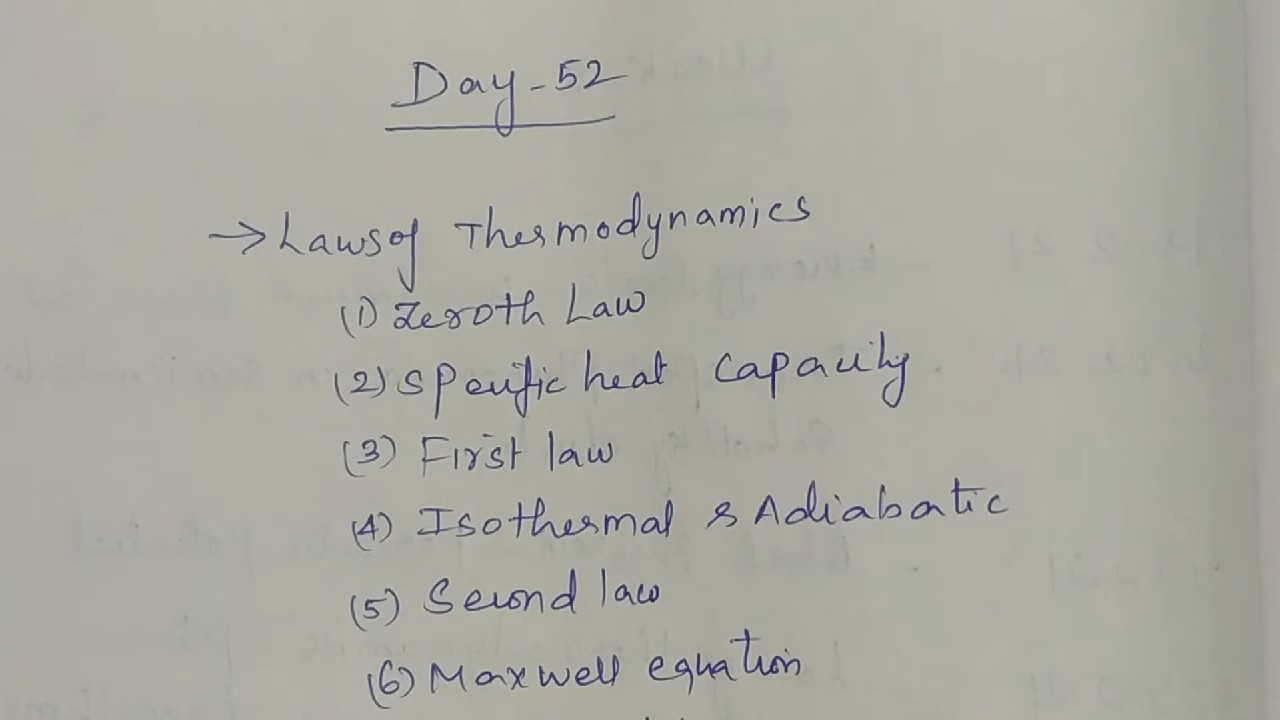 Day-52
→ Laws of Thermodynamics
(1) Zeroth Law
(2) Specific heat capacity
(3) First law
(4) Isothermal & Adiabatic
(5) Second law
(6) Maxwell equation